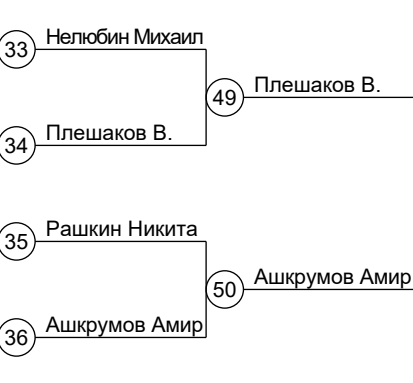 33 Нелюбин Михаил
49 Плешаков В.
34 Плешаков В.
35 Рашкин Никита
50 Ашкрумов Амир
36 Ашкрумов Амир